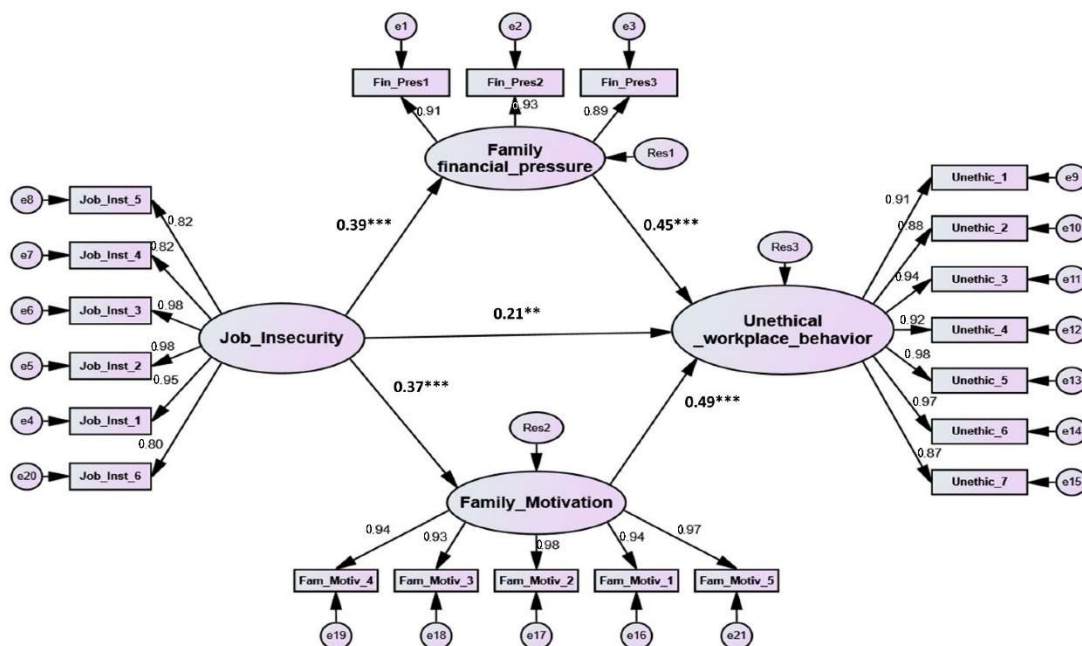 e1
e2
e3
Fin_Pres1
Fin_Pres2
Fin_Pres3
0.91
0.93
0.89
Family
financial_pressure
Res1
e8
Job_Inst_5
0.82
e7
Job_Inst_4
0.82
e6
Job_Inst_3
0.98
e5
Job_Inst_2
0.98
e4
Job_Inst_1
0.95
e20
Job_Inst_6
0.80
Job_Insecurity
0.39***
0.45***
0.21**
0.37***
0.49***
Res3
Unethical
_workplace_behavior
0.91
Unethic_1
e9
0.88
Unethic_2
e10
0.94
Unethic_3
e11
0.92
Unethic_4
e12
0.98
Unethic_5
e13
0.97
Unethic_6
e14
0.87
Unethic_7
e15
Res2
Family_Motivation
0.94
0.93
0.98
0.94
0.97
Fam_Motiv_4
Fam_Motiv_3
Fam_Motiv_2
Fam_Motiv_1
Fam_Motiv_5
e19
e18
e17
e16
e21